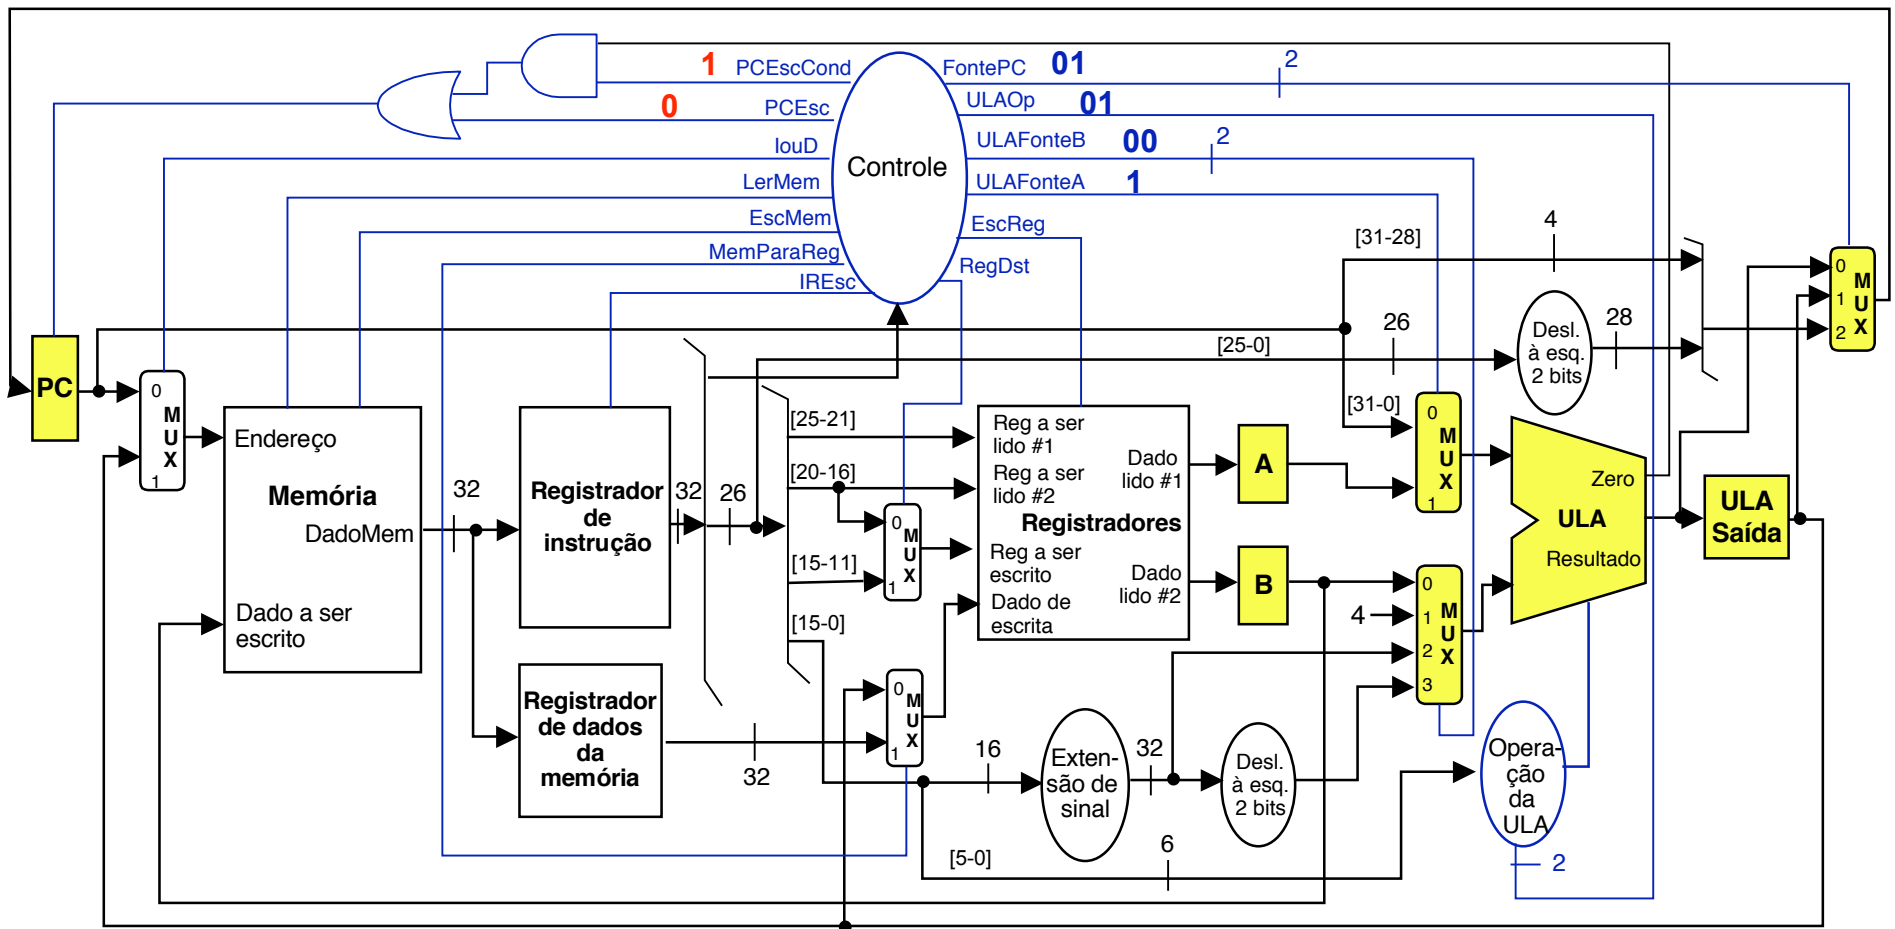 1 PCEscCond
0 PCEsc
IouD
LerMem
EscMem
MemParaReg
IREsc
Controle
FontePC 01 2
ULAOp 01
ULAFonteB 00 2
ULAFonteA 1
EscReg
RegDst
[31-28] 4
26
[25-0]
Desl.
à esq.
2 bits
28
0
1
2
M
U
X
PC
0
M
U
X
1
Endereço
Memória
DadoMem
Dado a ser
escrito
32
Registrador
de
instrução
32
26
Registrador
de dados
da
memória
32
[25-21]
[20-16]
[15-11]
[15-0]
0
M
U
X
1
0
M
U
X
1
Reg a ser
lido #1
Reg a ser
lido #2
Registradores
Reg a ser
escrito
Dado de
escrita
Dado
lido #1
Dado
lido #2
A
B
[31-0]
0
M
U
X
1
4
0
1
2
3
M
U
X
Zero
ULA
Resultado
ULA
Saída
16
Exten-
são de
sinal
32
Desl.
à esq.
2 bits
Opera-
ção
da
ULA
2
[5-0]
6